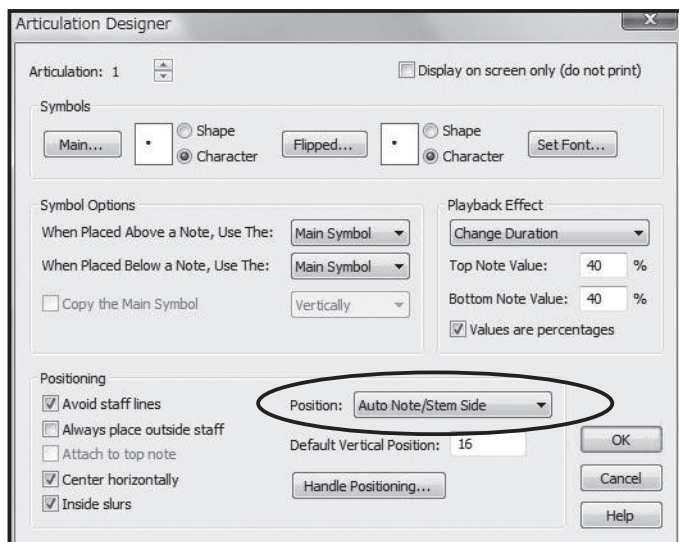 Articulation Designer
X
Articulation: 1
Display on screen only (do not print)
Symbols
Main...
Shape
Character
Flipped...
Shape
Character
Set Font...
Symbol Options
When Placed Above a Note, Use The: Main Symbol
When Placed Below a Note, Use The: Main Symbol
Copy the Main Symbol Vertically
Playback Effect
Change Duration
Top Note Value: 40 %
Bottom Note Value: 40 %
Values are percentages
Positioning
Avoid staff lines
Always place outside staff
Attach to top note
Center horizontally
Inside slurs
Position: Auto Note/Stem Side
Default Vertical Position: 16
Handle Positioning...
OK
Cancel
Help